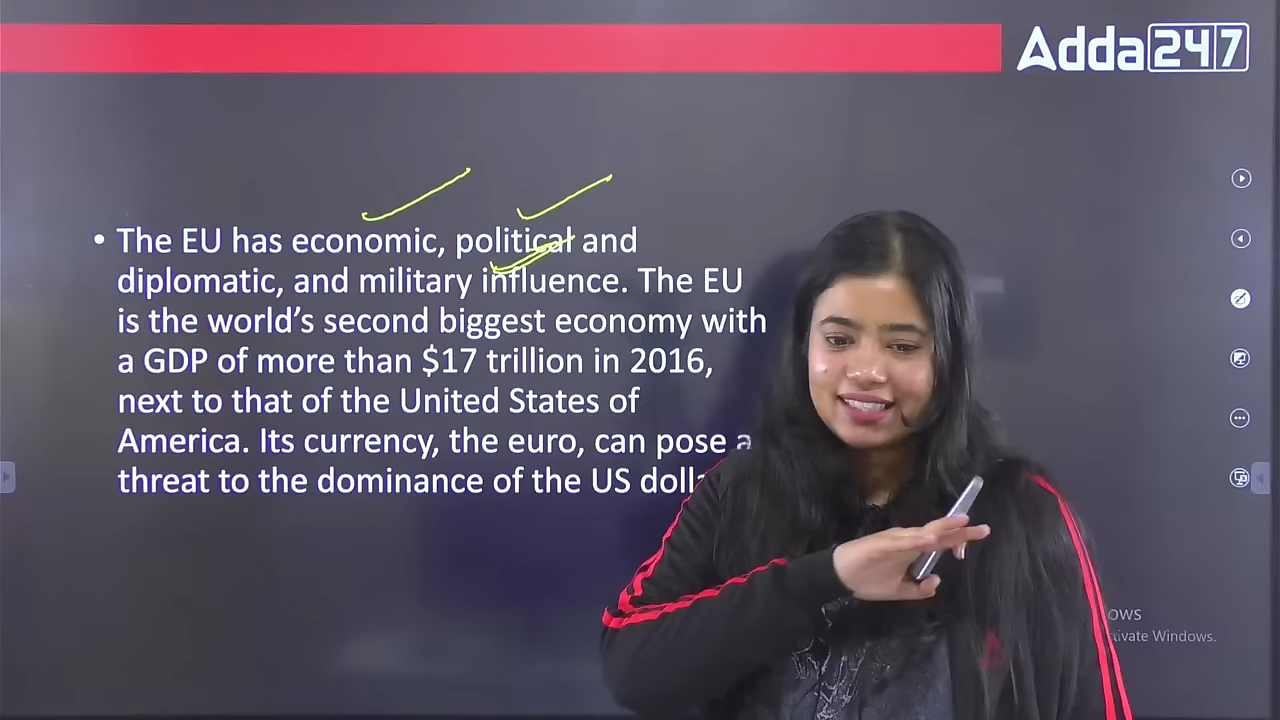 Adda247
• The EU has economic, political and
diplomatic, and military influence. The EU
is the world’s second biggest economy with
a GDP of more than $17 trillion in 2016,
next to that of the United States of
America. Its currency, the euro, can pose a
threat to the dominance of the US
Windows.